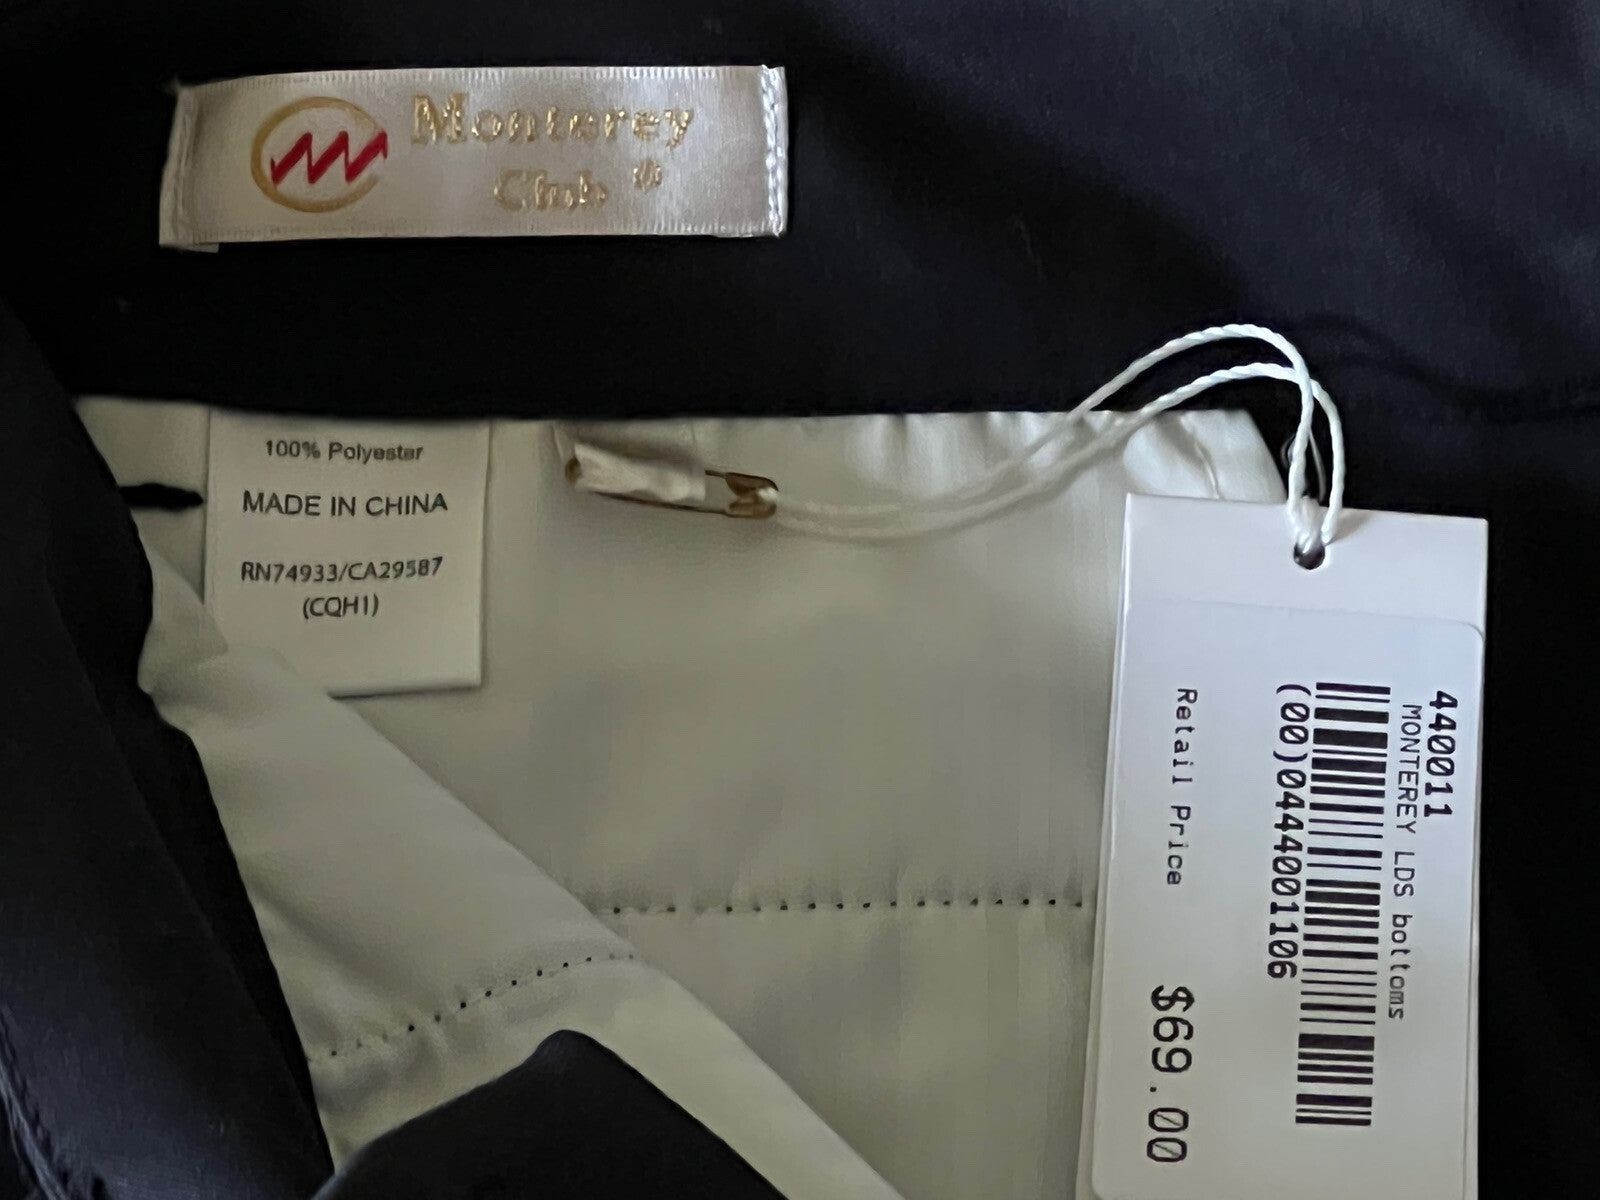 Monterey
Club ®
100% Polyester
MADE IN CHINA
RN74933/CA29587
(CQH1)
440011
MONTEREY LDS bottoms
(00)0444001106
Retail Price $69.00